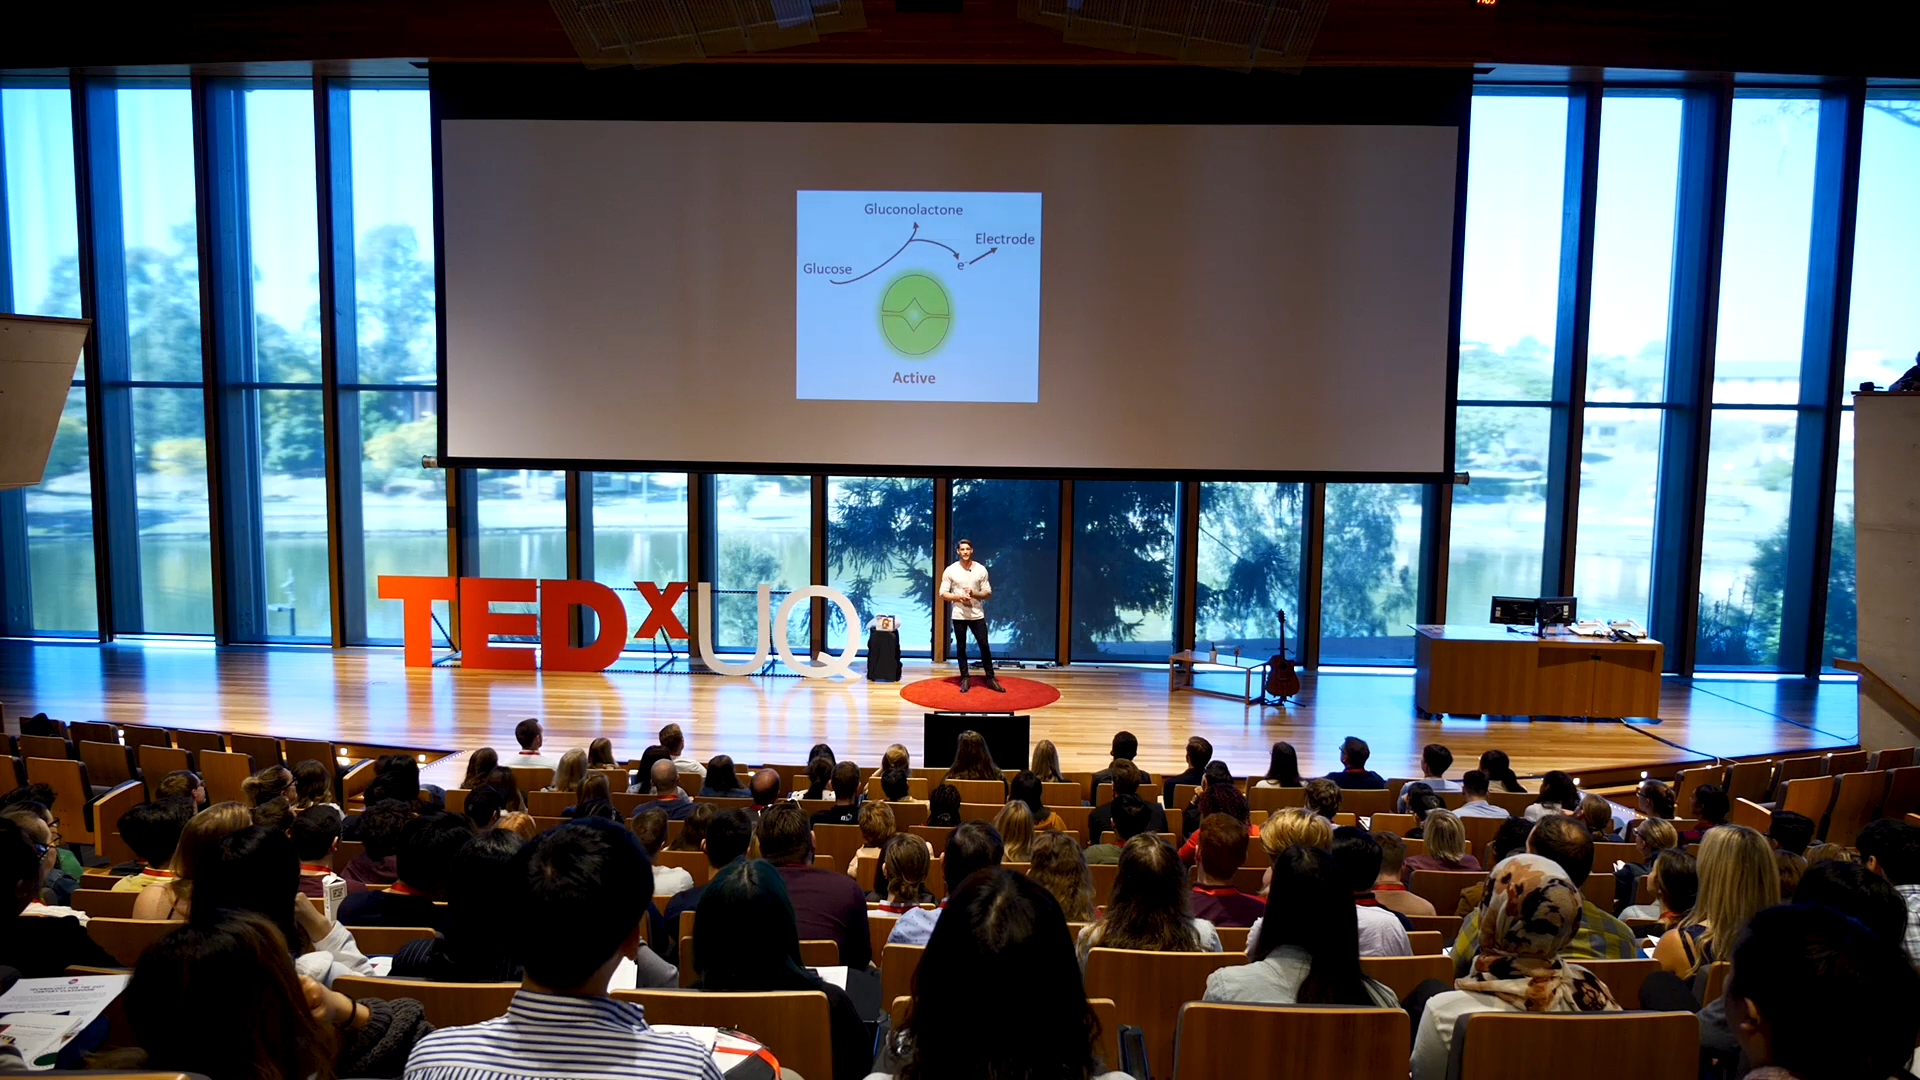 Gluconolactone
Electrode
Glucose
e⁻
Active
TEDxUQ